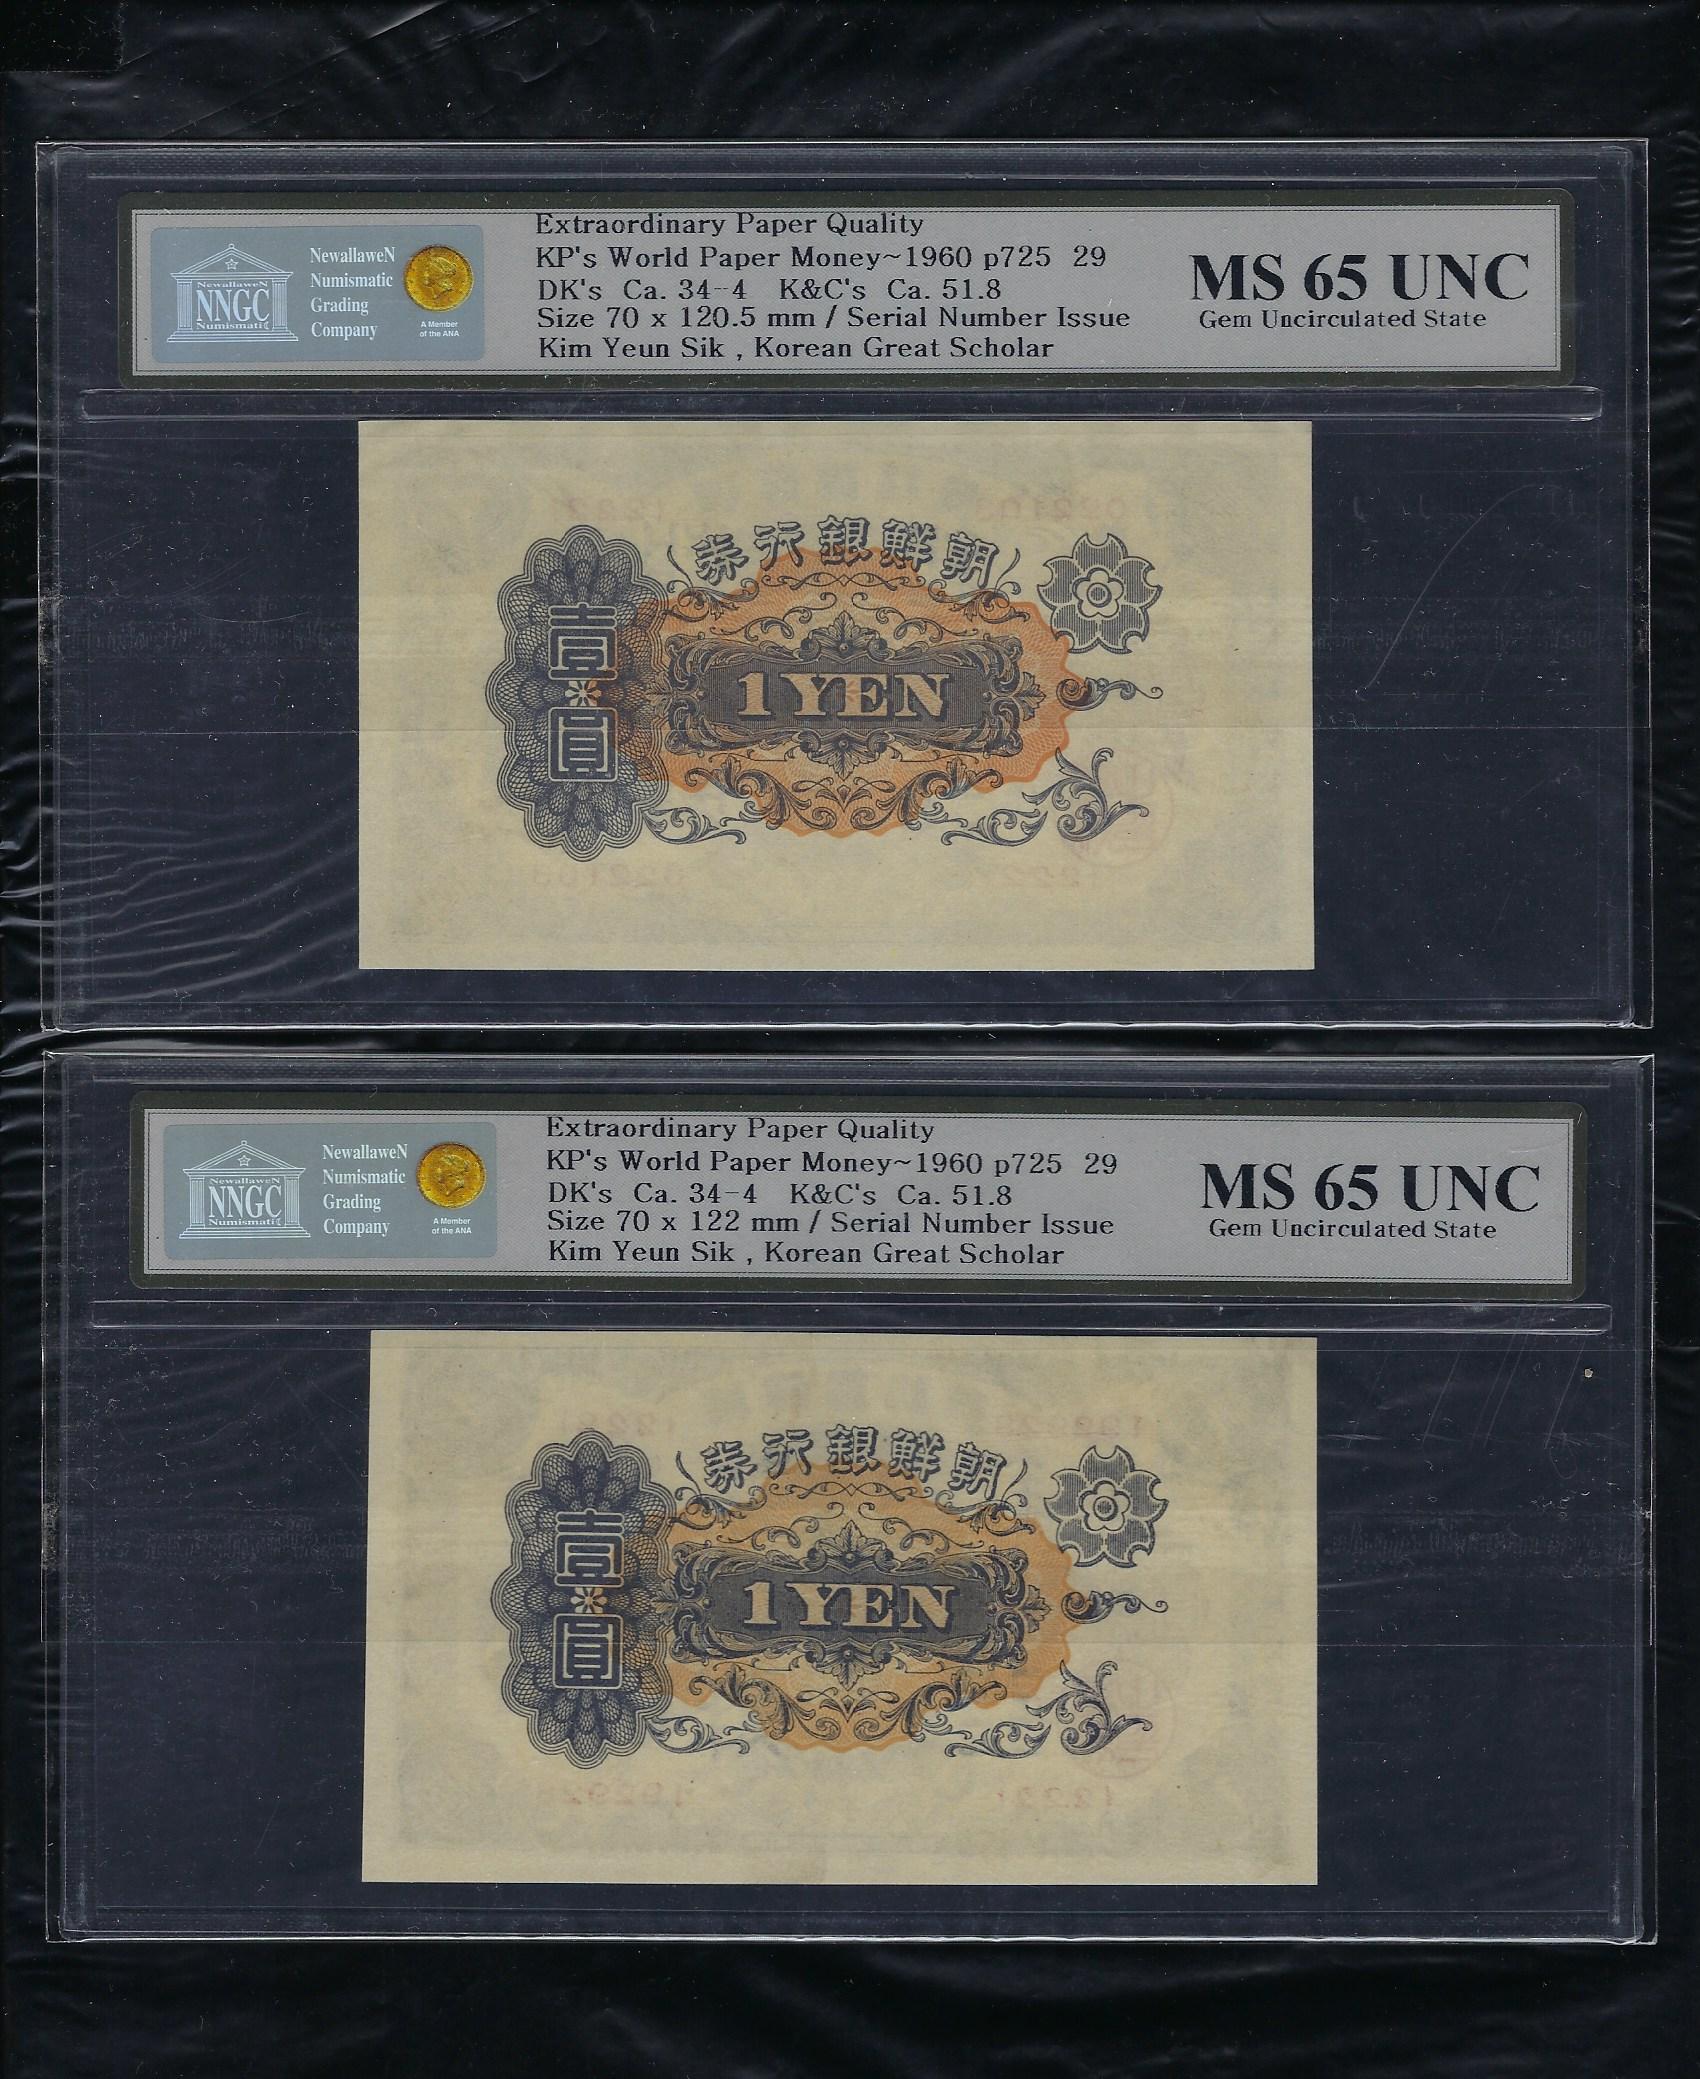 NewallaweN
NNGC
Numismatic
NewallaweN
Numismatic
Grading
Company
A Member
of the ANA
Extraordinary Paper Quality
KP's World Paper Money~1960 p725 29
DK's Ca. 34-4 K&C's Ca. 51.8
Size 70 x 120.5 mm / Serial Number Issue
Kim Yeun Sik , Korean Great Scholar
MS 65 UNC
Gem Uncirculated State
券行銀鮮朝
壹圓
1 YEN
NewallaweN
NNGC
Numismatic
NewallaweN
Numismatic
Grading
Company
A Member
of the ANA
Extraordinary Paper Quality
KP's World Paper Money~1960 p725 29
DK's Ca. 34-4 K&C's Ca. 51.8
Size 70 x 122 mm / Serial Number Issue
Kim Yeun Sik , Korean Great Scholar
MS 65 UNC
Gem Uncirculated State
券行銀鮮朝
壹圓
1 YEN